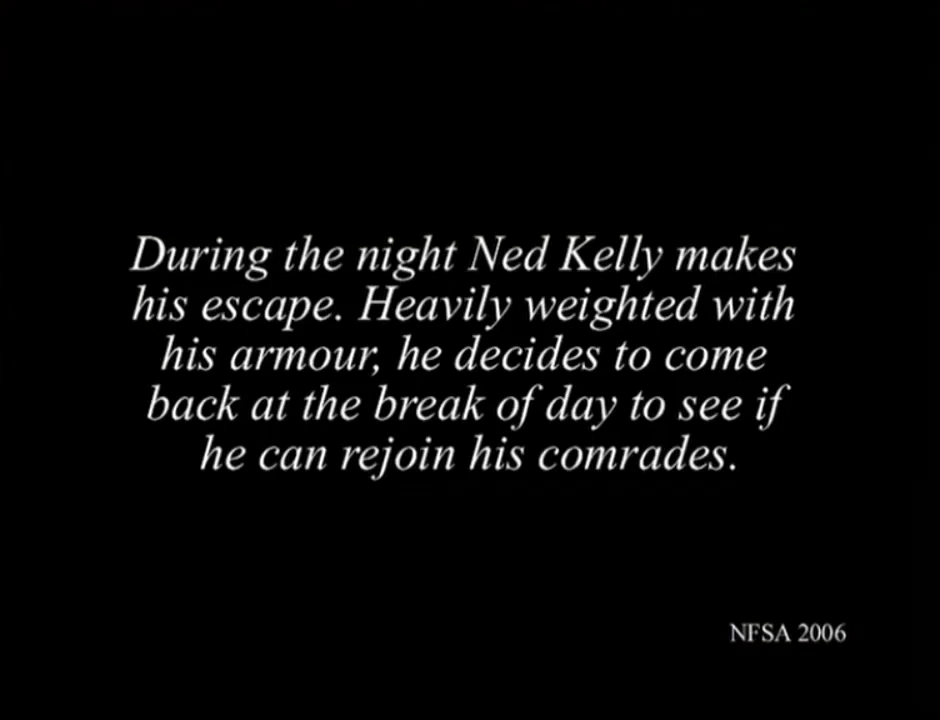 During the night Ned Kelly makes
his escape. Heavily weighted with
his armour, he decides to come
back at the break of day to see if
he can rejoin his comrades.
NFSA 2006